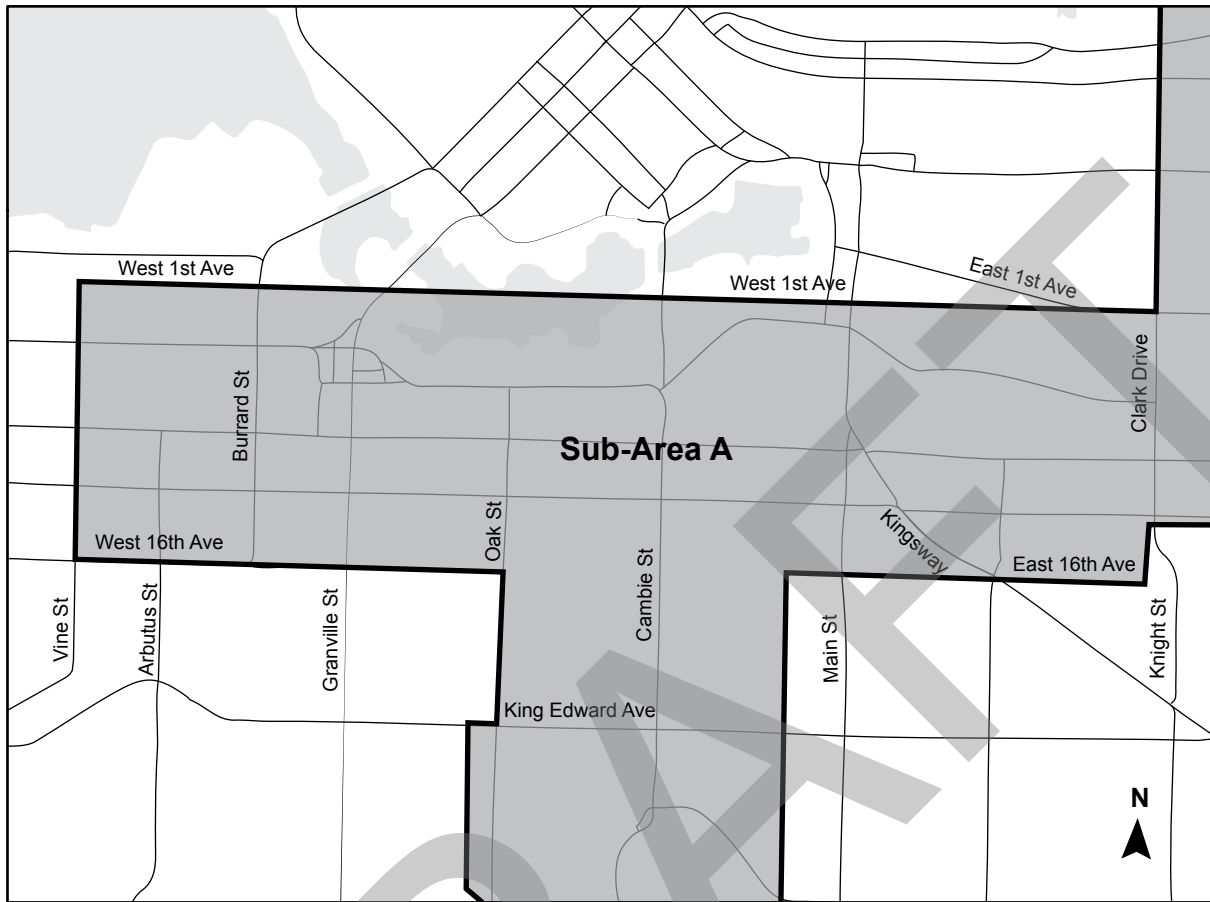 West 1st Ave
West 1st Ave
East 1st Ave
Clark Drive
Burrard St
Sub-Area A
Oak St
Kingsway
West 16th Ave
East 16th Ave
Cambie St
Vine St
Arbutus St
Granville St
Main St
Knight St
King Edward Ave
N
DRAFT